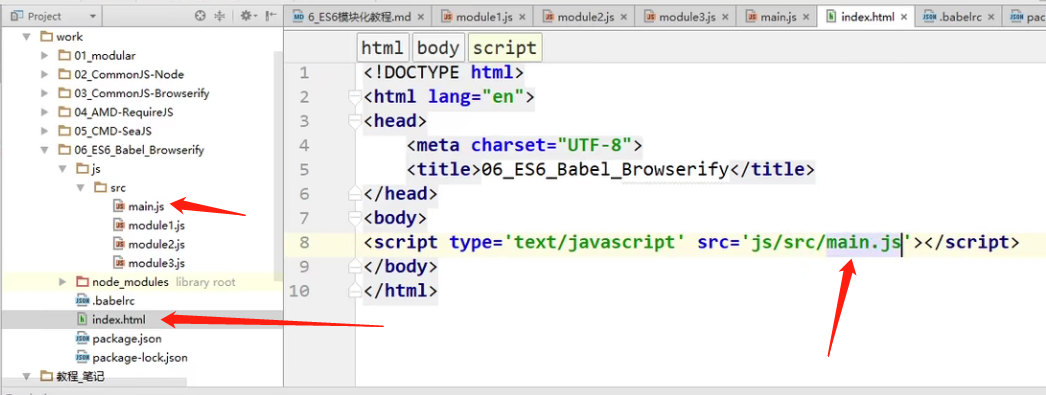 Project
6_ES6模块化教程.md
module1.js
module2.js
module3.js
main.js
index.html
.babelrc
pac
work
01_modular
02_CommonJS-Node
03_CommonJS-Browserify
04_AMD-RequireJS
05_CMD-SeaJS
06_ES6_Babel_Browserify
js
src
main.js
module1.js
module2.js
module3.js
node_modules library root
.babelrc
index.html
package.json
package-lock.json
教程_笔记
html body script
1 <!DOCTYPE html>
2 <html lang="en">
3 <head>
4 <meta charset="UTF-8">
5 <title>06_ES6_Babel_Browserify</title>
6 </head>
7 <body>
8 <script type='text/javascript' src='js/src/main.js'></script>
9 </body>
10 </html>